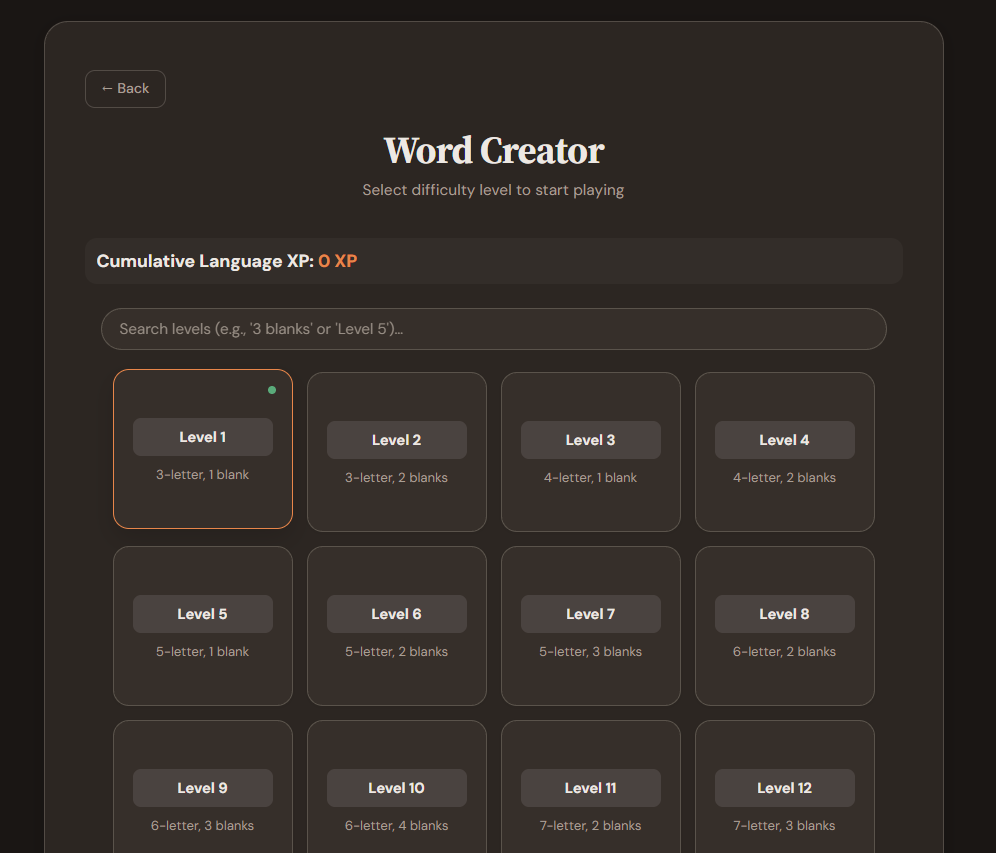 ← Back
Word Creator
Select difficulty level to start playing
Cumulative Language XP: 0 XP
Search levels (e.g., '3 blanks' or 'Level 5')...
Level 1
3-letter, 1 blank
Level 2
3-letter, 2 blanks
Level 3
4-letter, 1 blank
Level 4
4-letter, 2 blanks
Level 5
5-letter, 1 blank
Level 6
5-letter, 2 blanks
Level 7
5-letter, 3 blanks
Level 8
6-letter, 2 blanks
Level 9
6-letter, 3 blanks
Level 10
6-letter, 4 blanks
Level 11
7-letter, 2 blanks
Level 12
7-letter, 3 blanks